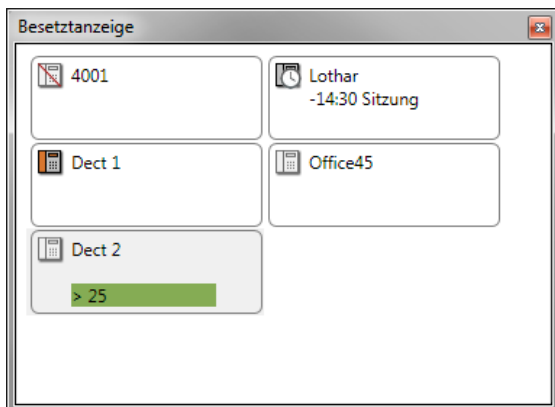 Besetztanzeige
4001
Lothar
-14:30 Sitzung
Dect 1
Office45
Dect 2
> 25